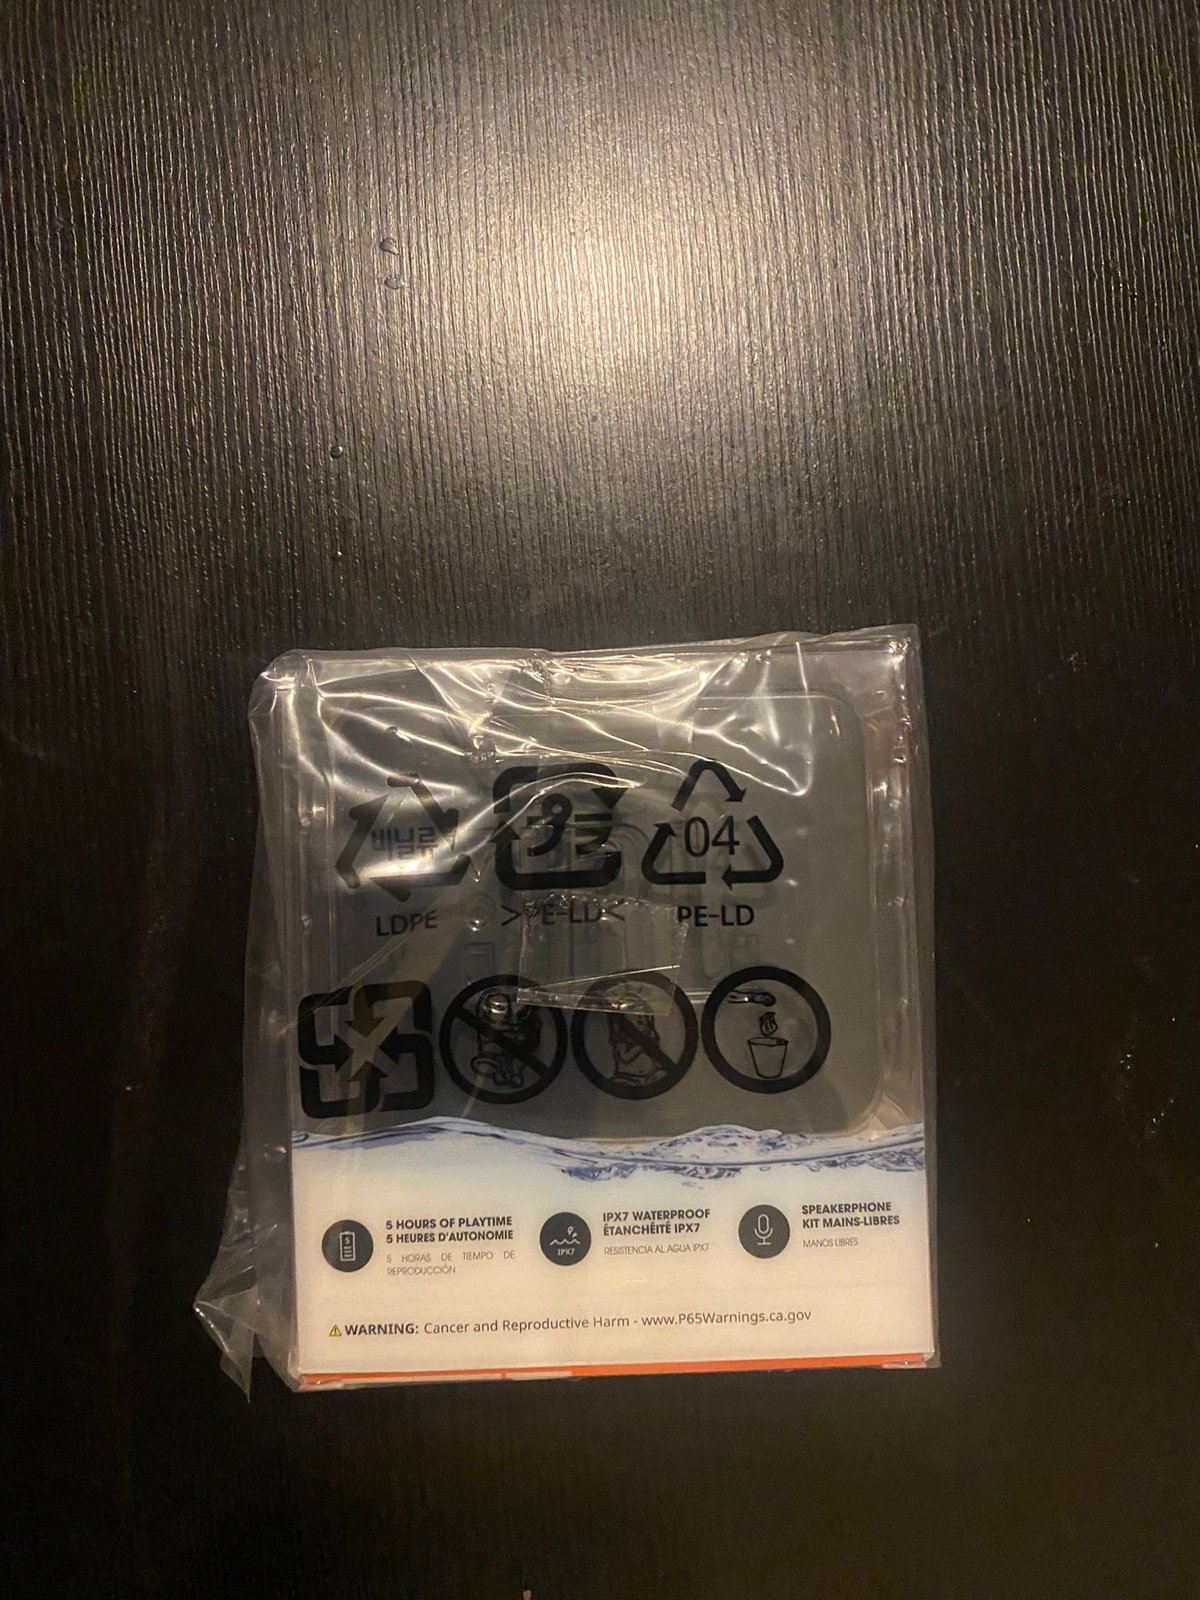 비닐류
04
LDPE
>PE-LD<
PE-LD
5 HOURS OF PLAYTIME
5 HEURES D'AUTONOMIE
5 HORAS DE TIEMPO DE
REPRODUCCIÓN
5
IPX7 WATERPROOF
ÉTANCHÉITÉ IPX7
RESISTENCIA AL AGUA IPX7
IPX7
SPEAKERPHONE
KIT MAINS-LIBRES
MANOS LIBRES
⚠WARNING: Cancer and Reproductive Harm - www.P65Warnings.ca.gov